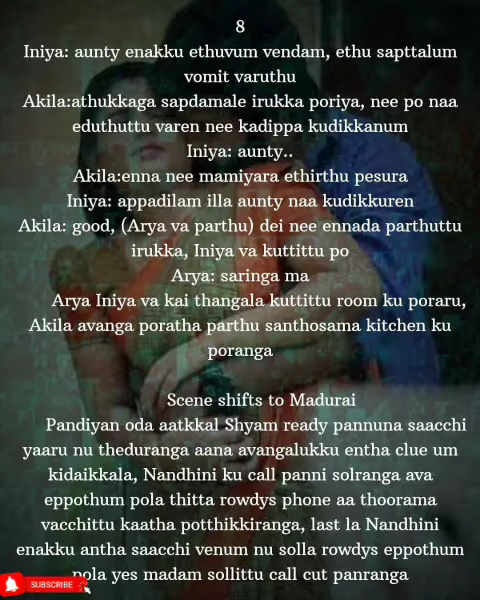 8
Iniya: aunty enakku ethuvum vendam, ethu sapttalum
vomit varuthu
Akila:athukkaga sapdamale irukka poriya, nee po naa
eduthuttu varen nee kadippa kudikkanum
Iniya: aunty..
Akila:enna nee mamiyara ethirthu pesura
Iniya: appadilam illa aunty naa kudikkuren
Akila: good, (Arya va parthu) dei nee ennada parthuttu
irukka, Iniya va kuttittu po
Arya: saringa ma
Arya Iniya va kai thangala kuttittu room ku poraru,
Akila avanga poratha parthu santhosama kitchen ku
poranga
Scene shifts to Madurai
Pandiyan oda aatkkal Shyam ready pannuna saacchi
yaaru nu theduranga aana avangalukku entha clue um
kidaikkala, Nandhini ku call panni solranga ava
eppothum pola thitta rowdys phone aa thoorama
vacchittu kaatha potthikkiranga, last la Nandhini
enakku antha saacchi venum nu solla rowdys eppothum
pola yes madam sollittu call cut panranga
SUBSCRIBE